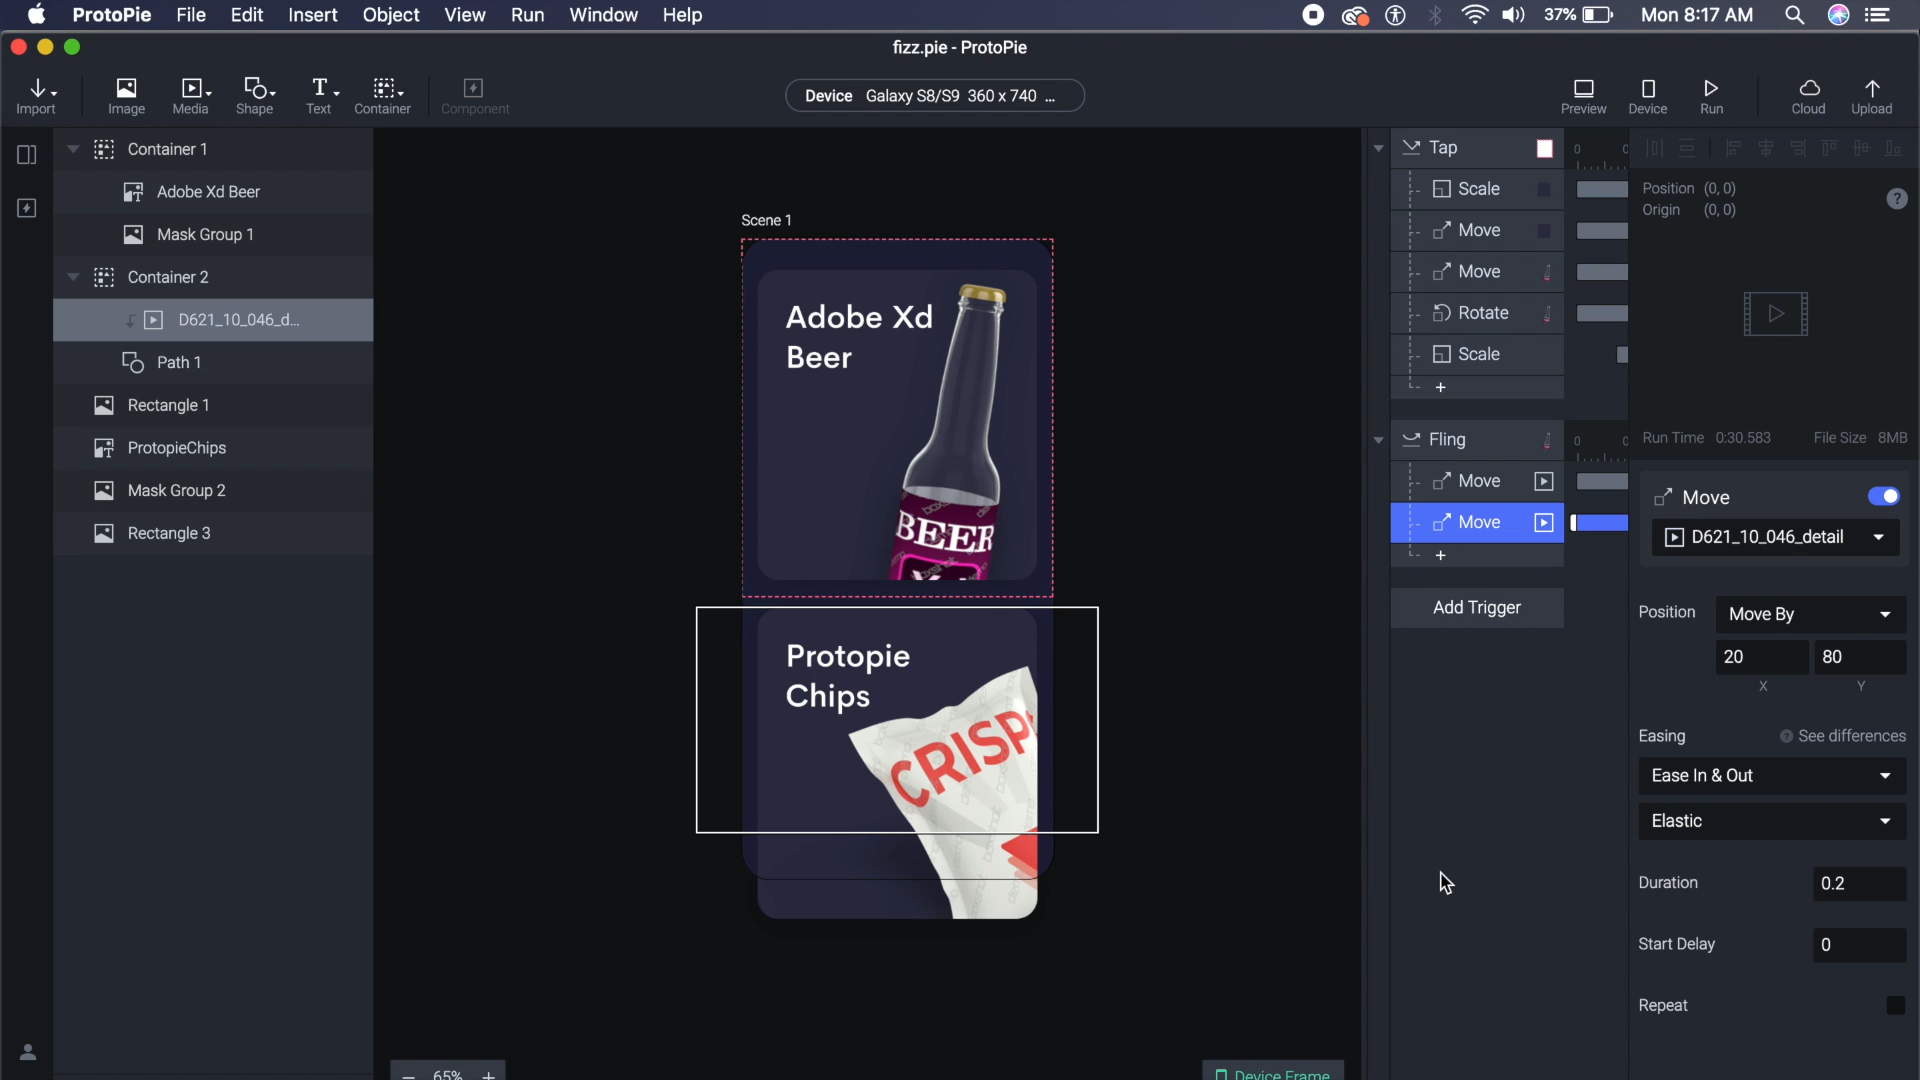 ProtoPie File Edit Insert Object View Run Window Help 37% Mon 8:17 AM
fizz.pie - ProtoPie
Import Image Media Shape Text Container Component
Device Galaxy S8/S9 360 x 740 ...
Preview Device Run Cloud Upload
Container 1
Adobe Xd Beer
Mask Group 1
Container 2
D621_10_046_d...
Path 1
Rectangle 1
ProtopieChips
Mask Group 2
Rectangle 3
Scene 1
Adobe Xd
Beer
BEER
Protopie
Chips
CRISP
65%
Device Frame
Tap 0
Scale
Move
Move
Rotate
Scale
+
Fling 0
Move
Move
+
Add Trigger
Position (0, 0)
Origin (0, 0)
?
Run Time 0:30.583 File Size 8MB
Move
D621_10_046_detail
Position Move By
20 80
X Y
Easing ? See differences
Ease In & Out
Elastic
Duration 0.2
Start Delay 0
Repeat